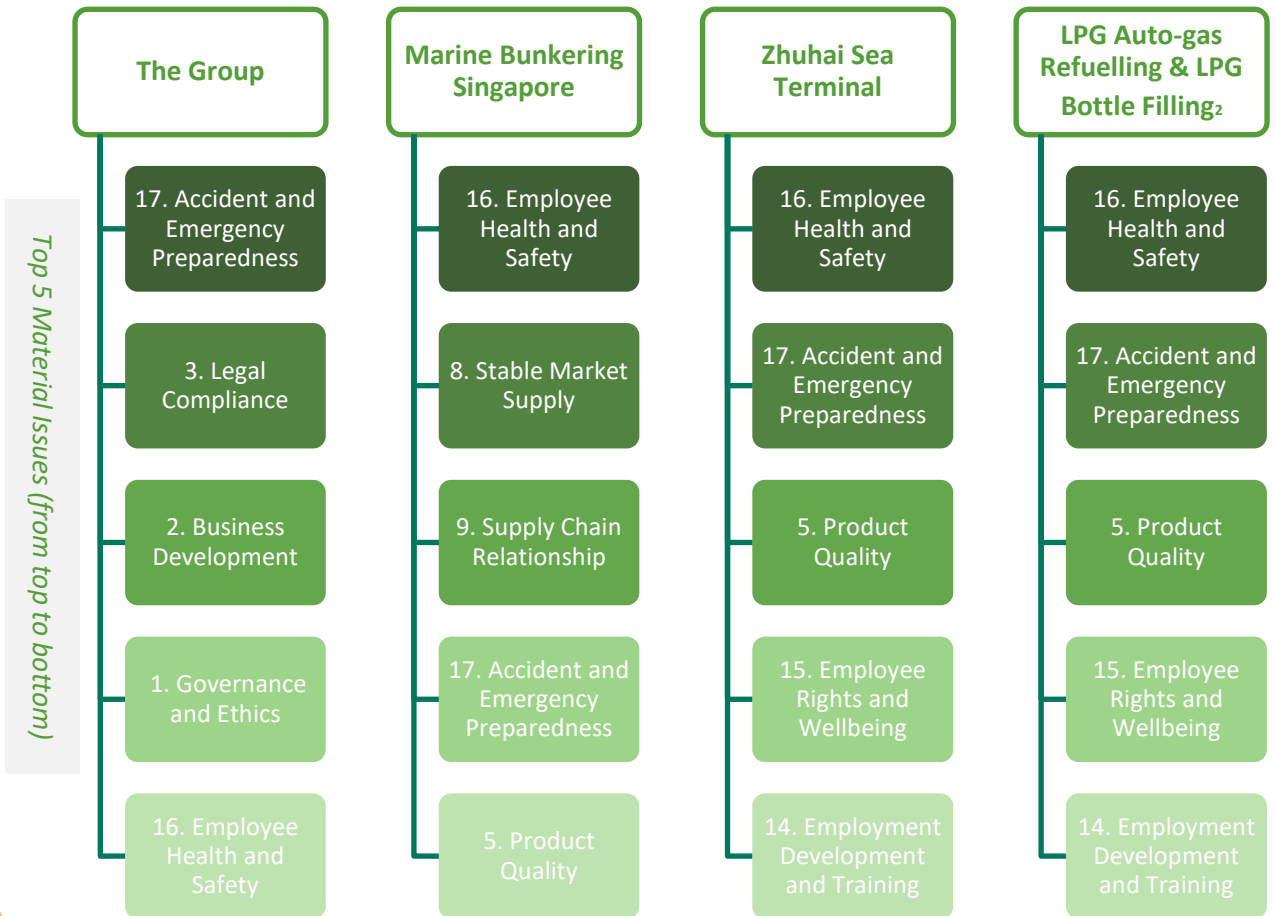 The Group
Marine Bunkering
Singapore
Zhuhai Sea
Terminal
LPG Auto-gas
Refuelling & LPG
Bottle Filling2
Top 5 Material Issues (from top to bottom)
17. Accident and
Emergency
Preparedness
3. Legal
Compliance
2. Business
Development
1. Governance
and Ethics
16. Employee
Health and
Safety
16. Employee
Health and
Safety
8. Stable Market
Supply
9. Supply Chain
Relationship
17. Accident and
Emergency
Preparedness
5. Product
Quality
16. Employee
Health and
Safety
17. Accident and
Emergency
Preparedness
5. Product
Quality
15. Employee
Rights and
Wellbeing
14. Employment
Development
and Training
16. Employee
Health and
Safety
17. Accident and
Emergency
Preparedness
5. Product
Quality
15. Employee
Rights and
Wellbeing
14. Employment
Development
and Training